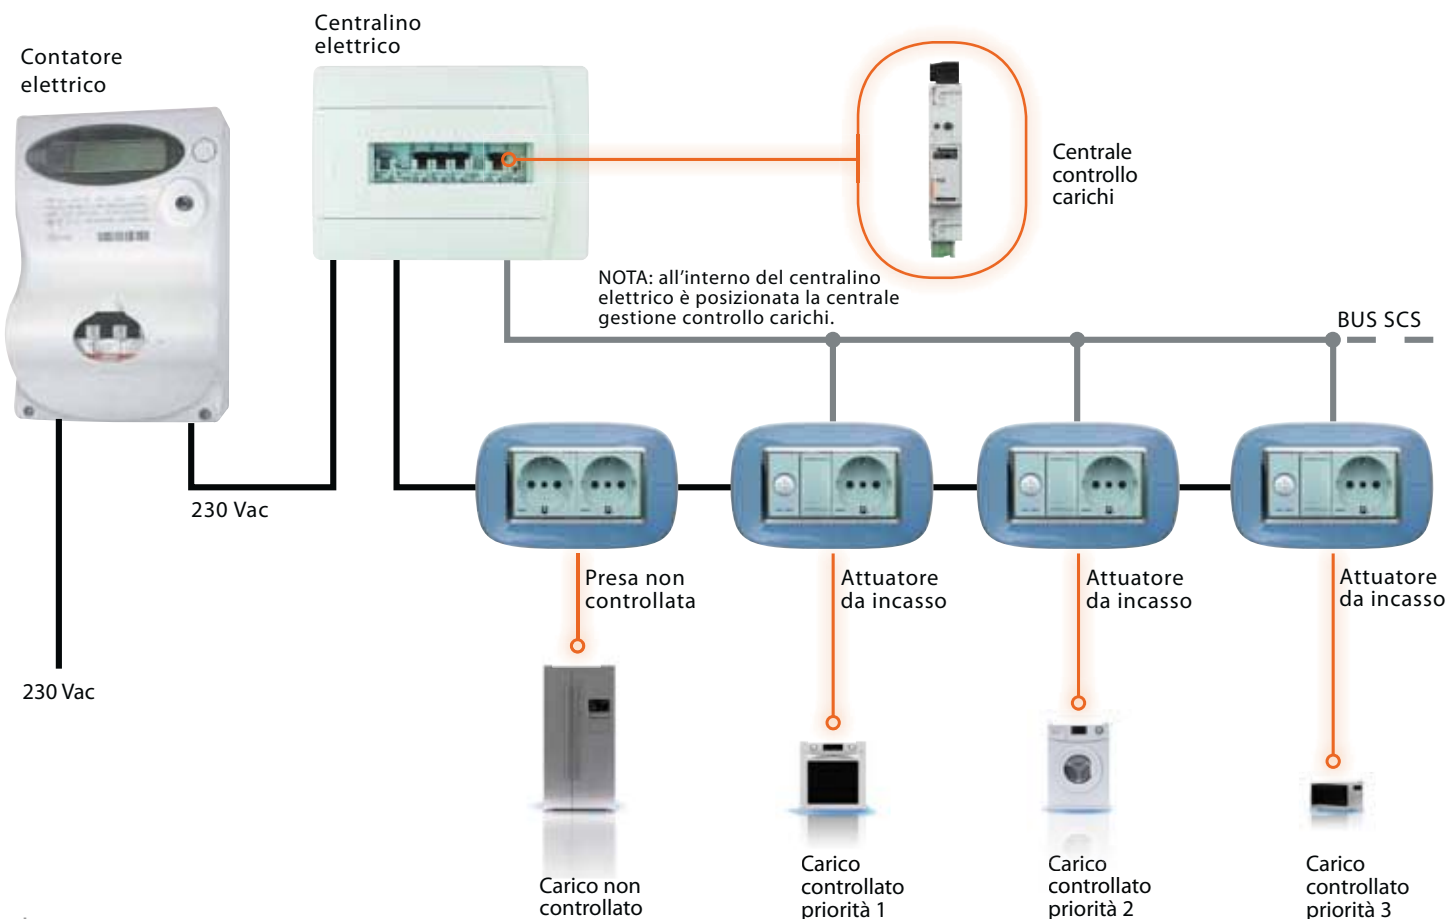 Centralino
elettrico
Contatore
elettrico
Centrale
controllo
carichi
NOTA: all'interno del centralino
elettrico è posizionata la centrale
gestione controllo carichi.
BUS SCS
230 Vac
230 Vac
Presa non
controllata
Attuatore
da incasso
Attuatore
da incasso
Attuatore
da incasso
Carico non
controllato
Carico
controllato
priorità 1
Carico
controllato
priorità 2
Carico
controllato
priorità 3